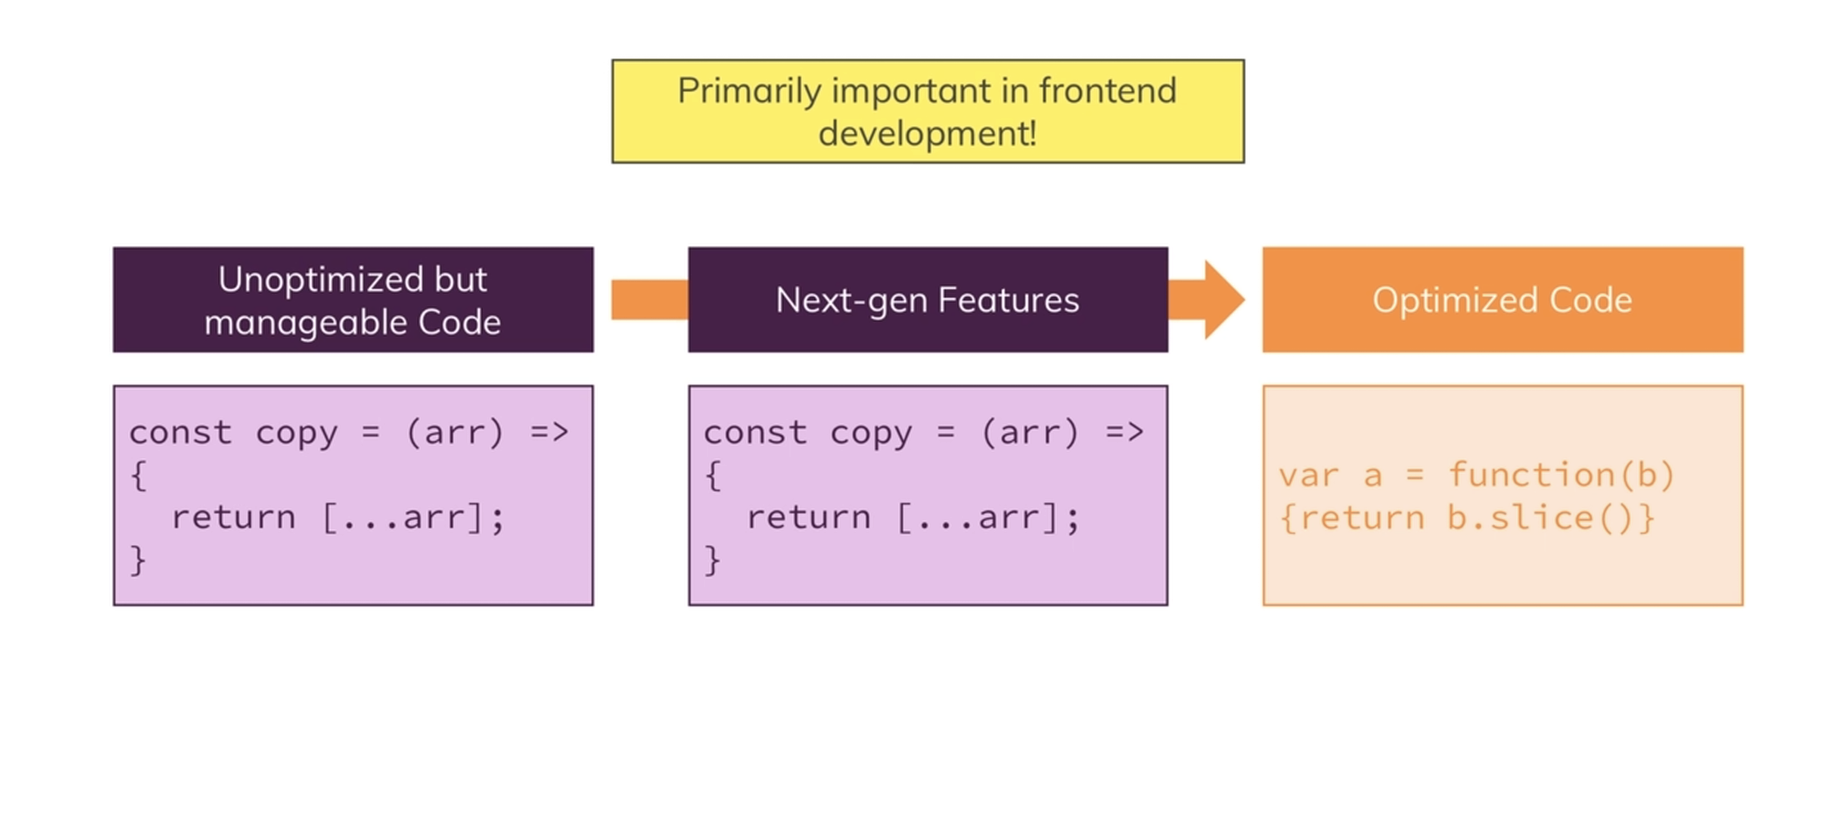 Primarily important in frontend
development!
Unoptimized but
manageable Code
Next-gen Features
Optimized Code
const copy = (arr) =>
{
  return [...arr];
}
const copy = (arr) =>
{
  return [...arr];
}
var a = function(b)
{return b.slice()}